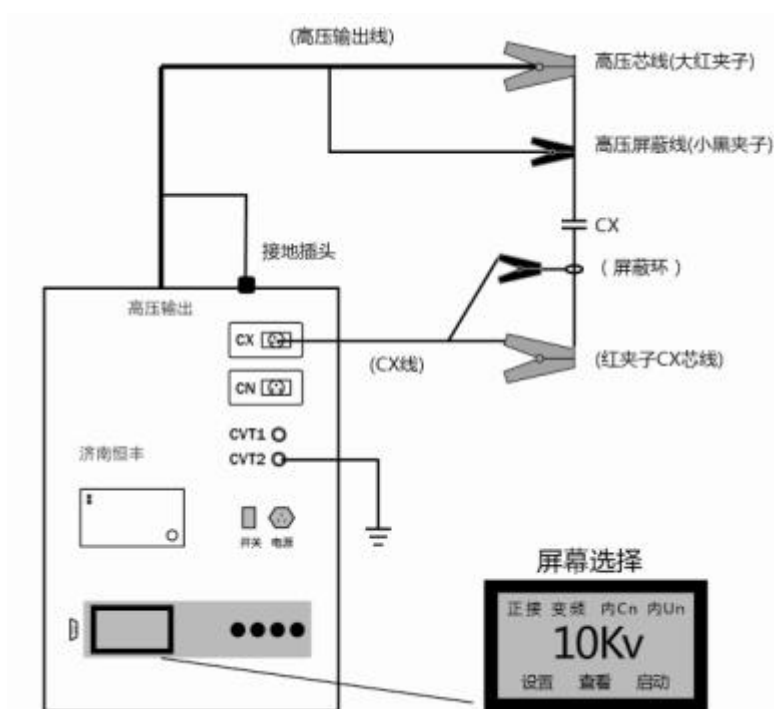 (高压输出线)
高压芯线(大红夹子)
高压屏蔽线(小黑夹子)
CX
接地插头
(屏蔽环)
高压输出
CX
(CX线)
(红夹子CX芯线)
CN
CVT1
济南恒丰
CVT2
开关 电源
屏幕选择
正接 变频 内Cn 内Un
10Kv
设置 查看 启动